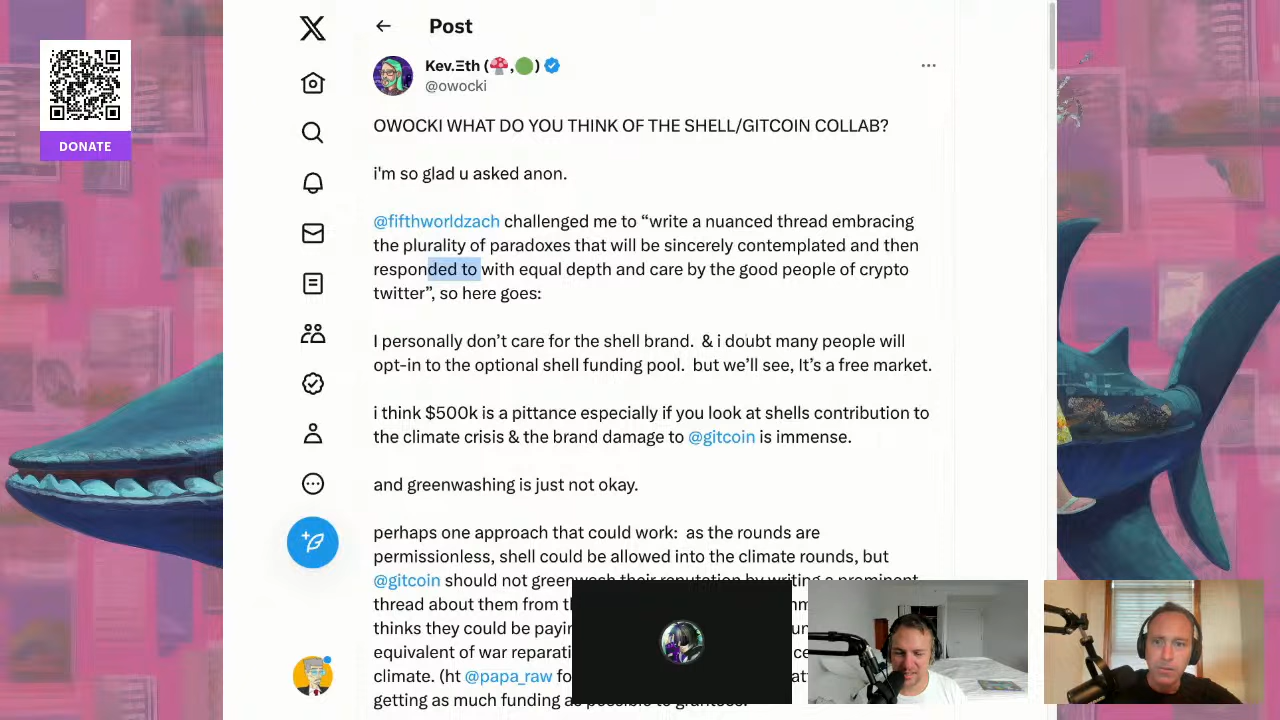 DONATE
Post
Kev.Ξth (🍄,🟢)
@owocki
OWOCKI WHAT DO YOU THINK OF THE SHELL/GITCOIN COLLAB?
i'm so glad u asked anon.
@fifthworldzach challenged me to “write a nuanced thread embracing
the plurality of paradoxes that will be sincerely contemplated and then
responded to with equal depth and care by the good people of crypto
twitter”, so here goes:
I personally don’t care for the shell brand. & i doubt many people will
opt-in to the optional shell funding pool. but we’ll see, It’s a free market.
i think $500k is a pittance especially if you look at shells contribution to
the climate crisis & the brand damage to @gitcoin is immense.
and greenwashing is just not okay.
perhaps one approach that could work: as the rounds are
permissionless, shell could be allowed into the climate rounds, but
@gitcoin should not greenwash their reputation by writing a prominent
thread about them from
thinks they could be
equivalent of war
climate. (ht @papa_raw
getting as much funding as possible to grantees.